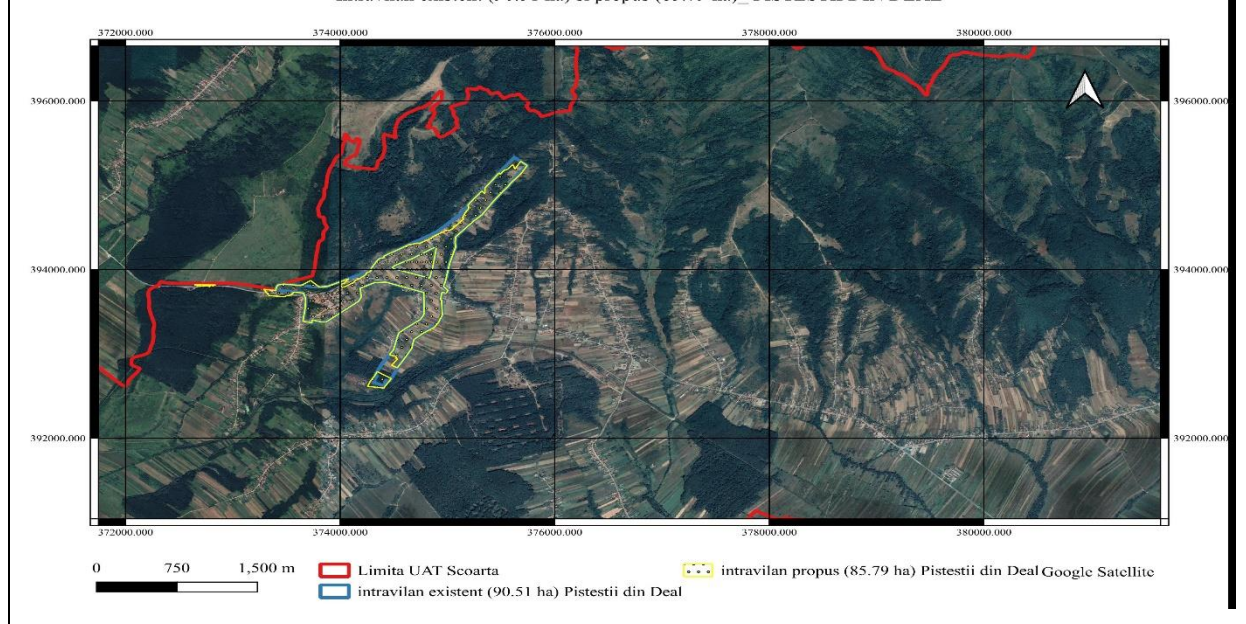 372000.000 374000.000 376000.000 378000.000 380000.000
396000.000 396000.000
394000.000 394000.000
392000.000 392000.000
372000.000 374000.000 376000.000 378000.000 380000.000
0 750 1,500 m
Limita UAT Scoarta
intravilan existent (90.51 ha) Pistestii din Deal
intravilan propus (85.79 ha) Pistestii din Deal Google Satellite